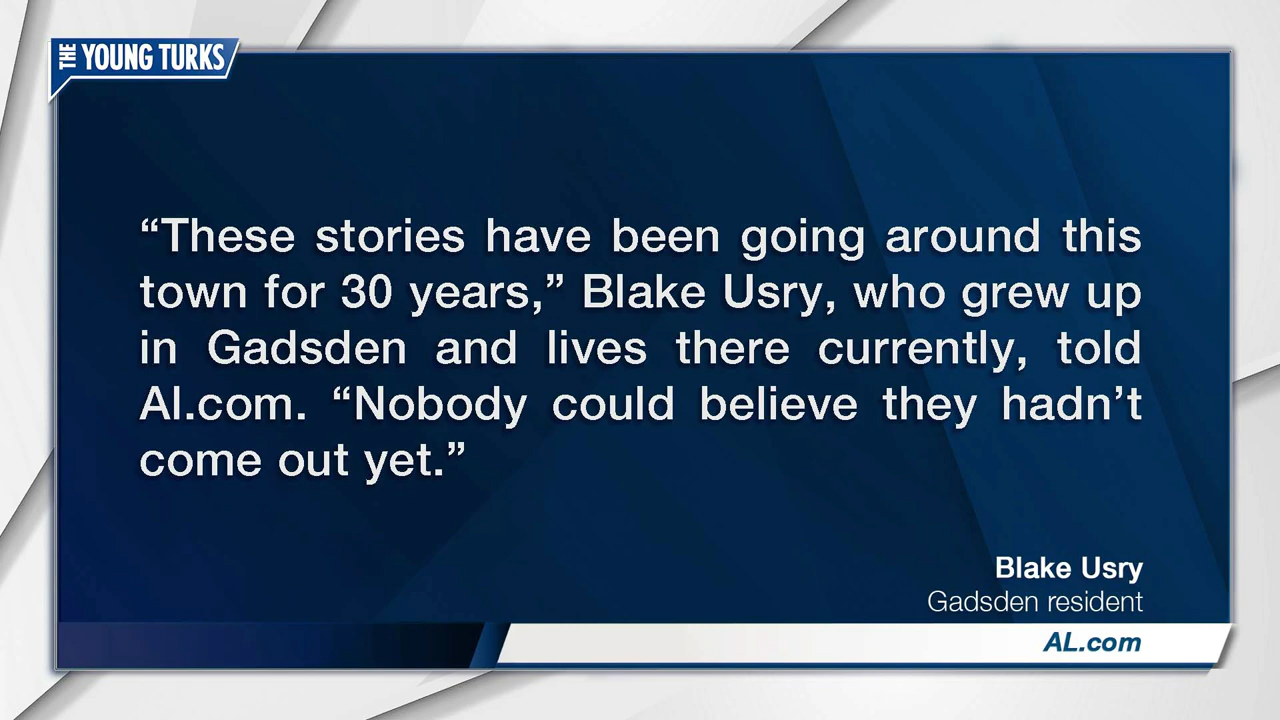 THE YOUNG TURKS
“These stories have been going around this
town for 30 years,” Blake Usry, who grew up
in Gadsden and lives there currently, told
Al.com. “Nobody could believe they hadn’t
come out yet.”
Blake Usry
Gadsden resident
AL.com